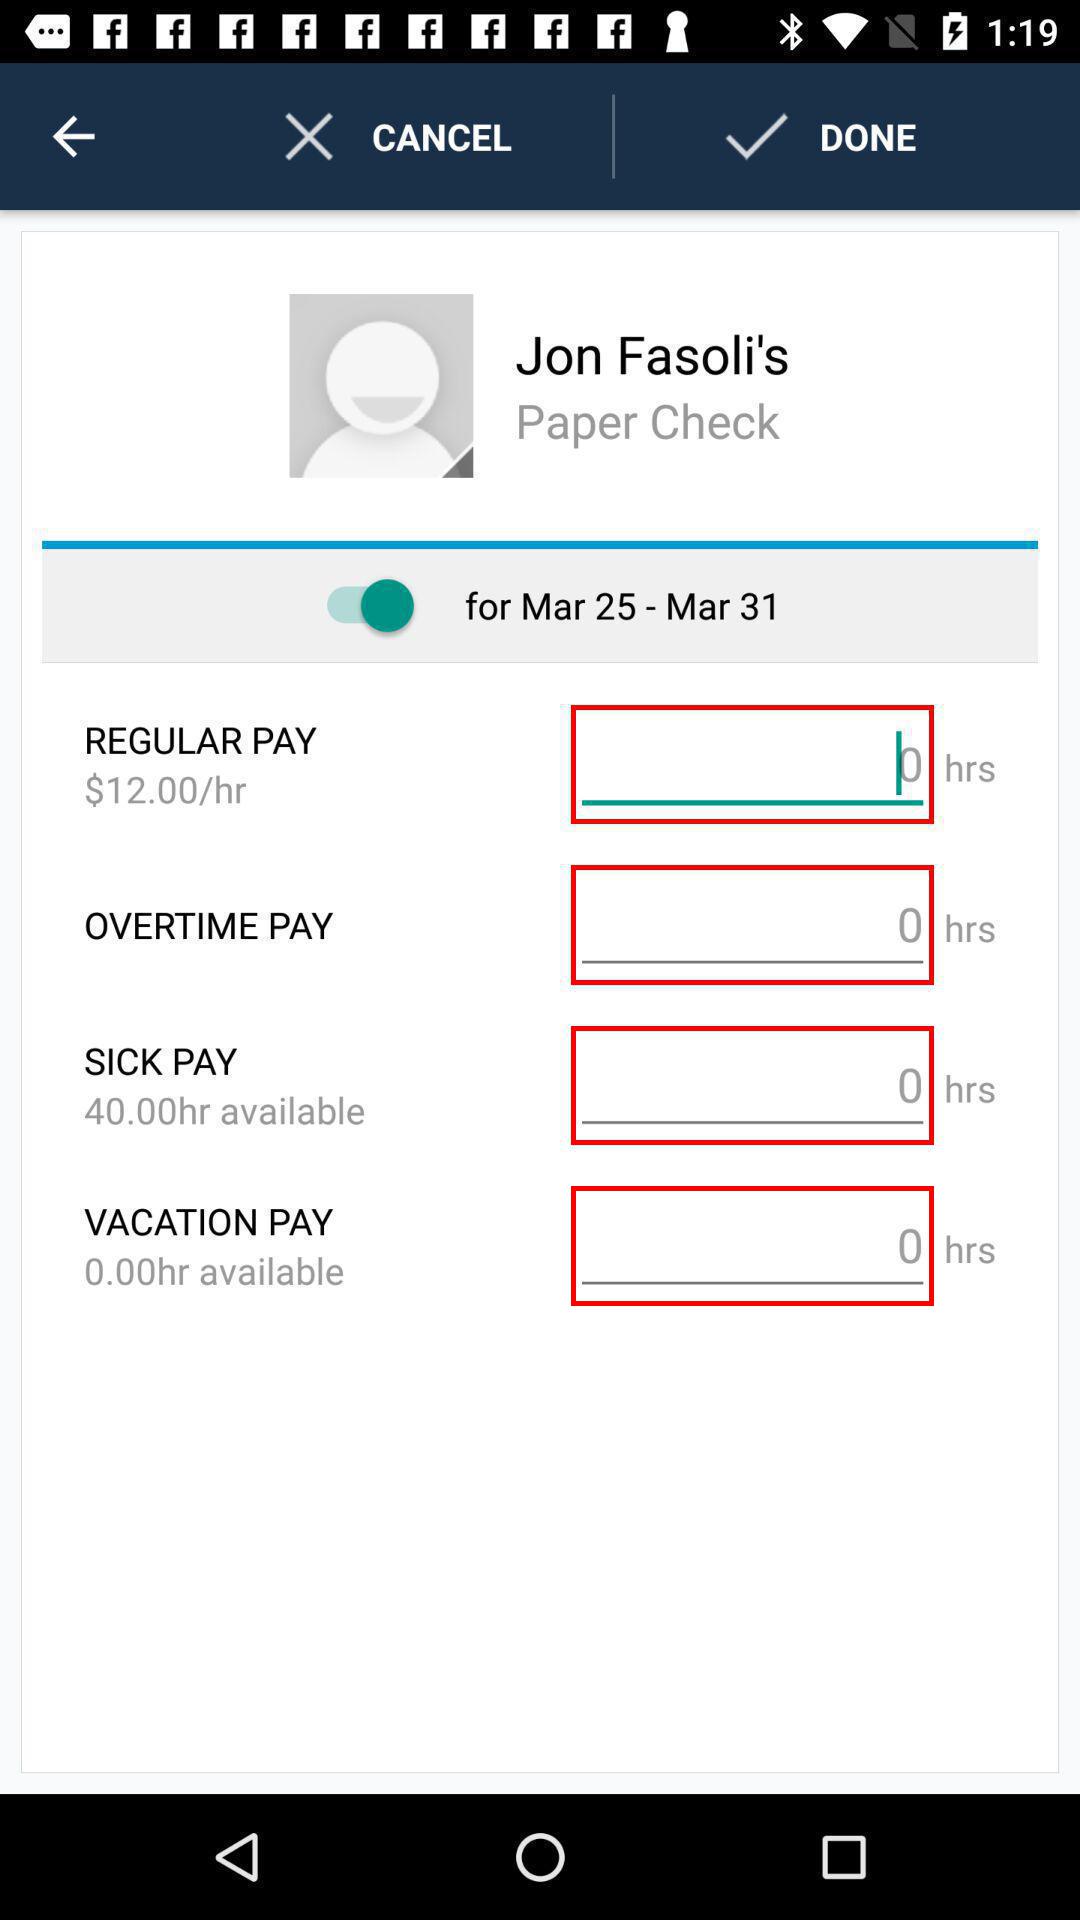 1:19
CANCEL
DONE
Jon Fasoli's
Paper Check
for Mar 25 - Mar 31
REGULAR PAY
$12.00/hr
0 hrs
OVERTIME PAY
0 hrs
SICK PAY
40.00hr available
0 hrs
VACATION PAY
0.00hr available
0 hrs